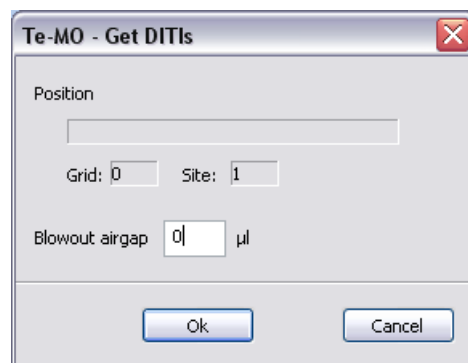 Te-MO - Get DITIs
Position
Grid: 0 Site: 1
Blowout airgap 0 µl
Ok Cancel